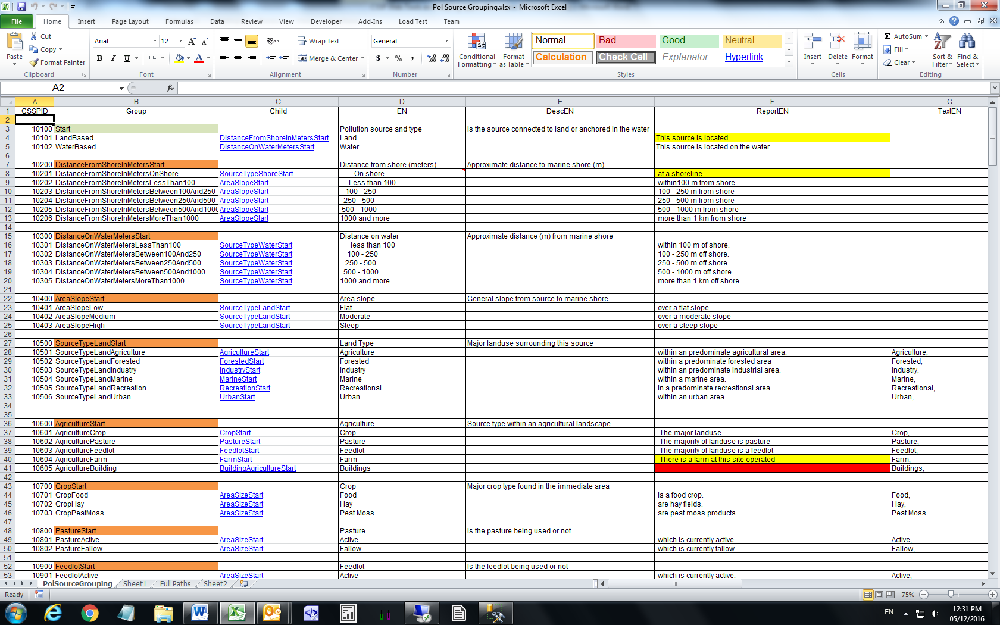 Pol Source Grouping.xlsx - Microsoft Excel
File Home Insert Page Layout Formulas Data Review View Developer Add-Ins Load Test Team
Paste Cut Copy Format Painter Clipboard
Arial 12 A A B I U A Font
Wrap Text Merge & Center Alignment
General $ % , .00 Number
Conditional Formatting Format as Table
Normal Bad Good Neutral
Calculation Check Cell Explanator... Hyperlink
Styles
Insert Delete Format Cells
AutoSum Fill Clear Sort & Filter Find & Select Editing
A2 fx
A B C D E F G
1 CSSPID Group Child EN DescEN ReportEN TextEN
2
3 10100 Start Pollution source and type Is the source connected to land or anchored in the water
4 10101 LandBased DistanceFromShoreInMetersStart Land This source is located
5 10102 WaterBased DistanceOnWaterMetersStart Water This source is located on the water
6
7 10200 DistanceFromShoreInMetersStart Distance from shore (meters) Approximate distance to marine shore (m)
8 10201 DistanceFromShoreInMetersOnShore SourceTypeShoreStart On shore at a shoreline
9 10202 DistanceFromShoreInMetersLessThan100 AreaSlopeStart Less than 100 within100 m from shore
10 10203 DistanceFromShoreInMetersBetween100And250 AreaSlopeStart 100 - 250 100 - 250 m from shore
11 10204 DistanceFromShoreInMetersBetween250And500 AreaSlopeStart 250 - 500 250 - 500 m from shore
12 10205 DistanceFromShoreInMetersBetween500And1000 AreaSlopeStart 500 - 1000 500 - 1000 m from shore
13 10206 DistanceFromShoreInMetersMoreThan1000 AreaSlopeStart 1000 and more more than 1 km from shore
14
15 10300 DistanceOnWaterMetersStart Distance on water Approximate distance (m) from marine shore
16 10301 DistanceOnWaterMetersLessThan100 SourceTypeWaterStart less than 100 within 100 m of shore.
17 10302 DistanceOnWaterMetersBetween100And250 SourceTypeWaterStart 100 - 250 100 - 250 m off shore.
18 10303 DistanceOnWaterMetersBetween250And500 SourceTypeWaterStart 250 - 500 250 - 500 m off shore.
19 10304 DistanceOnWaterMetersBetween500And1000 SourceTypeWaterStart 500 - 1000 500 - 1000 m off shore.
20 10305 DistanceOnWaterMetersMoreThan1000 SourceTypeWaterStart 1000 and more more than 1 km off shore.
21
22 10400 AreaSlopeStart Area slope General slope from source to marine shore
23 10401 AreaSlopeLow SourceTypeLandStart Flat over a flat slope
24 10402 AreaSlopeMedium SourceTypeLandStart Moderate over a moderate slope
25 10403 AreaSlopeHigh SourceTypeLandStart Steep over a steep slope
26
27 10500 SourceTypeLandStart Land Type Major landuse surrounding this source
28 10501 SourceTypeLandAgriculture AgricultureStart Agriculture within an predominate agricultural area. Agriculture,
29 10502 SourceTypeLandForested ForestedStart Forested within a predominate forested area Forested,
30 10503 SourceTypeLandIndustry IndustryStart Industry within an predominate industrial area. Industry,
31 10504 SourceTypeLandMarine MarineStart Marine within a marine area. Marine,
32 10505 SourceTypeLandRecreation RecreationStart Recreational in a predominate recreational area. Recreational,
33 10506 SourceTypeLandUrban UrbanStart Urban within an urban area. Urban,
34
35
36 10600 AgricultureStart Agriculture Source type within an agricultural landscape
37 10601 AgricultureCrop CropStart Crop The major landuse Crop,
38 10602 AgriculturePasture PastureStart Pasture The majority of landuse is pasture Pasture,
39 10603 AgricultureFeedlot FeedlotStart Feedlot The majority of landuse is a feedlot Feedlot,
40 10604 AgricultureFarm FarmStart Farm There is a farm at this site operated Farm,
41 10605 AgricultureBuilding BuildingAgricultureStart Buildings Buildings,
42
43 10700 CropStart Crop Major crop type found in the immediate area
44 10701 CropFood AreaSizeStart Food is a food crop. Food,
45 10702 CropHay AreaSizeStart Hay are hay fields. Hay,
46 10703 CropPeatMoss AreaSizeStart Peat Moss are peat moss products. Peat Moss
47
48 10800 PastureStart Pasture Is the pasture being used or not
49 10801 PastureActive AreaSizeStart Active which is currently active. Active,
50 10802 PastureFallow AreaSizeStart Fallow which is currently fallow. Fallow,
51
52 10900 FeedlotStart Feedlot Is the feedlot being used or not
53 10901 FeedlotActive AreaSizeStart Active which is currently active. Active,
PolSourceGrouping Sheet1 Full Paths Sheet2
Ready 75%
EN 12:31 PM
05/12/2016